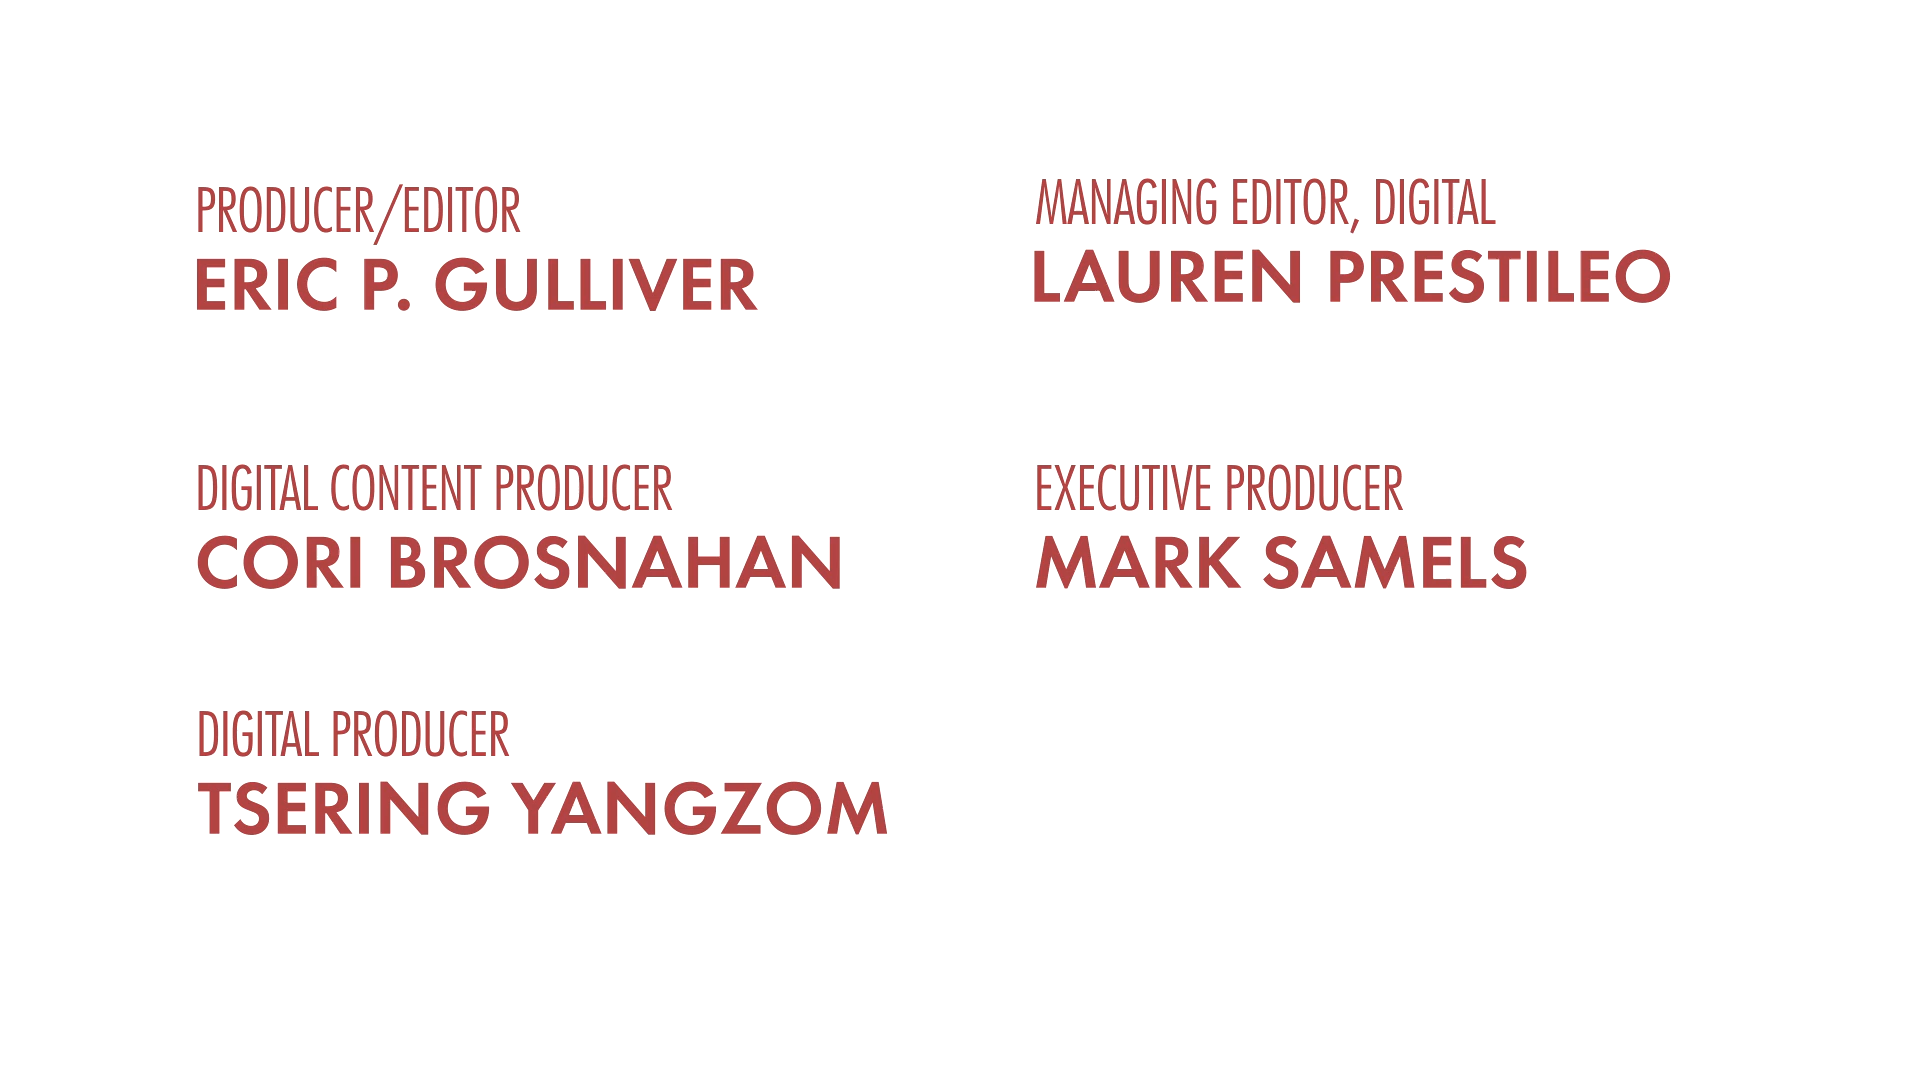 PRODUCER/EDITOR
ERIC P. GULLIVER
DIGITAL CONTENT PRODUCER
CORI BROSNAHAN
DIGITAL PRODUCER
TSERING YANGZOM
MANAGING EDITOR, DIGITAL
LAUREN PRESTILEO
EXECUTIVE PRODUCER
MARK SAMELS